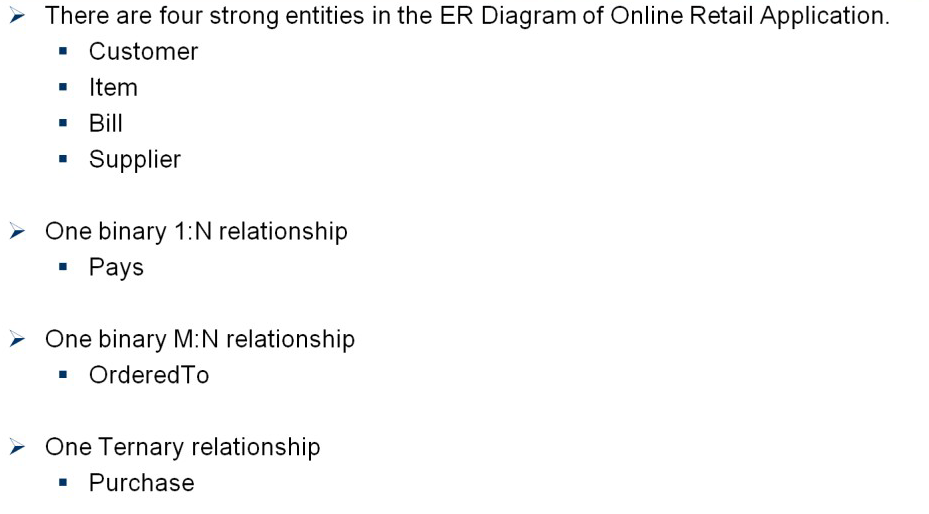 There are four strong entities in the ER Diagram of Online Retail Application.
Customer
Item
Bill
Supplier
One binary 1:N relationship
Pays
One binary M:N relationship
OrderedTo
One Ternary relationship
Purchase